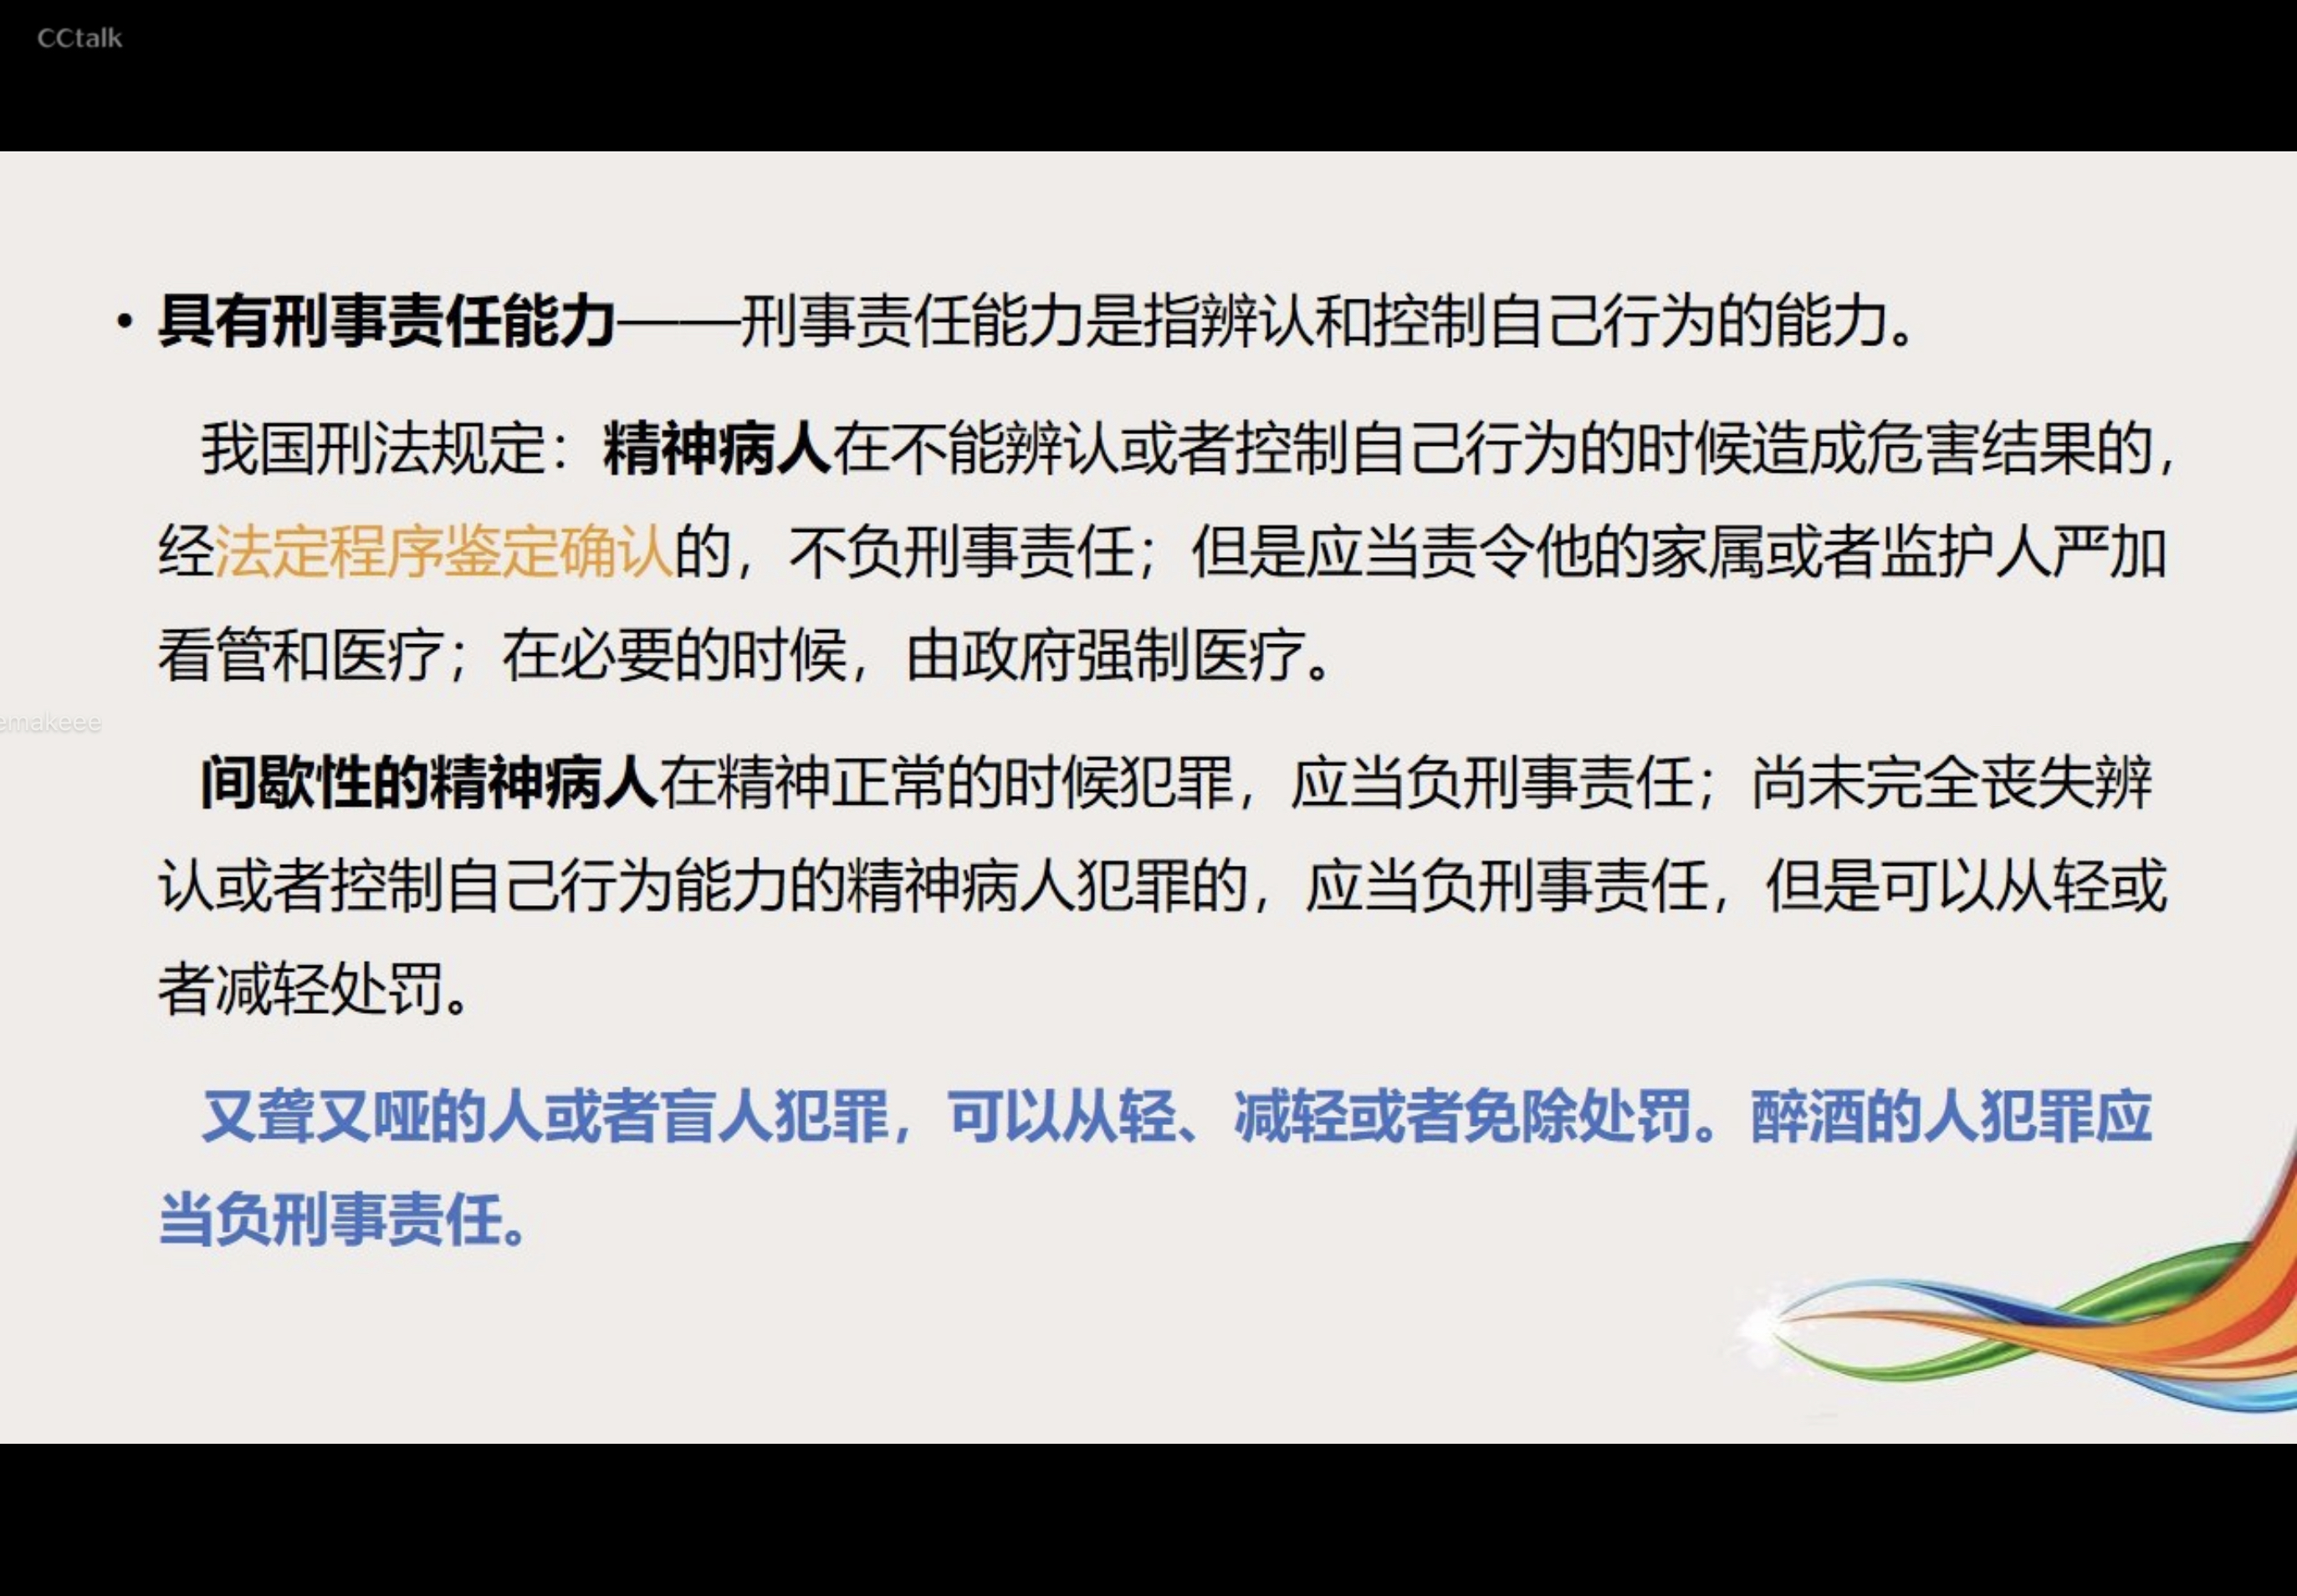 CCtalk
• 具有刑事责任能力——刑事责任能力是指辨认和控制自己行为的能力。
我国刑法规定：精神病人在不能辨认或者控制自己行为的时候造成危害结果的，
经法定程序鉴定确认的，不负刑事责任；但是应当责令他的家属或者监护人严加
看管和医疗；在必要的时候，由政府强制医疗。
emakeee
间歇性的精神病人在精神正常的时候犯罪，应当负刑事责任；尚未完全丧失辨
认或者控制自己行为能力的精神病人犯罪的，应当负刑事责任，但是可以从轻或
者减轻处罚。
又聋又哑的人或者盲人犯罪，可以从轻、减轻或者免除处罚。醉酒的人犯罪应
当负刑事责任。